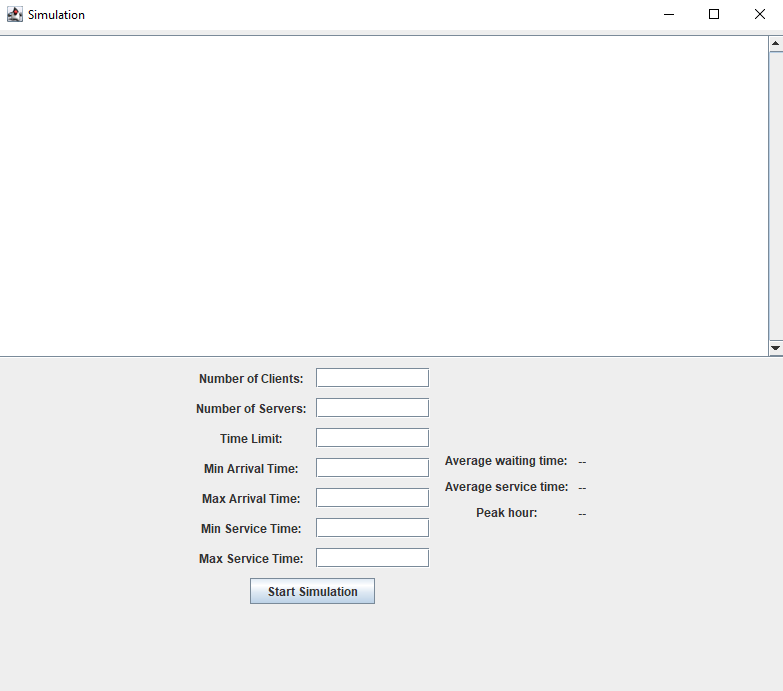 Simulation
Number of Clients:
Number of Servers:
Time Limit:
Min Arrival Time:
Max Arrival Time:
Min Service Time:
Max Service Time:
Start Simulation
Average waiting time: --
Average service time: --
Peak hour: --